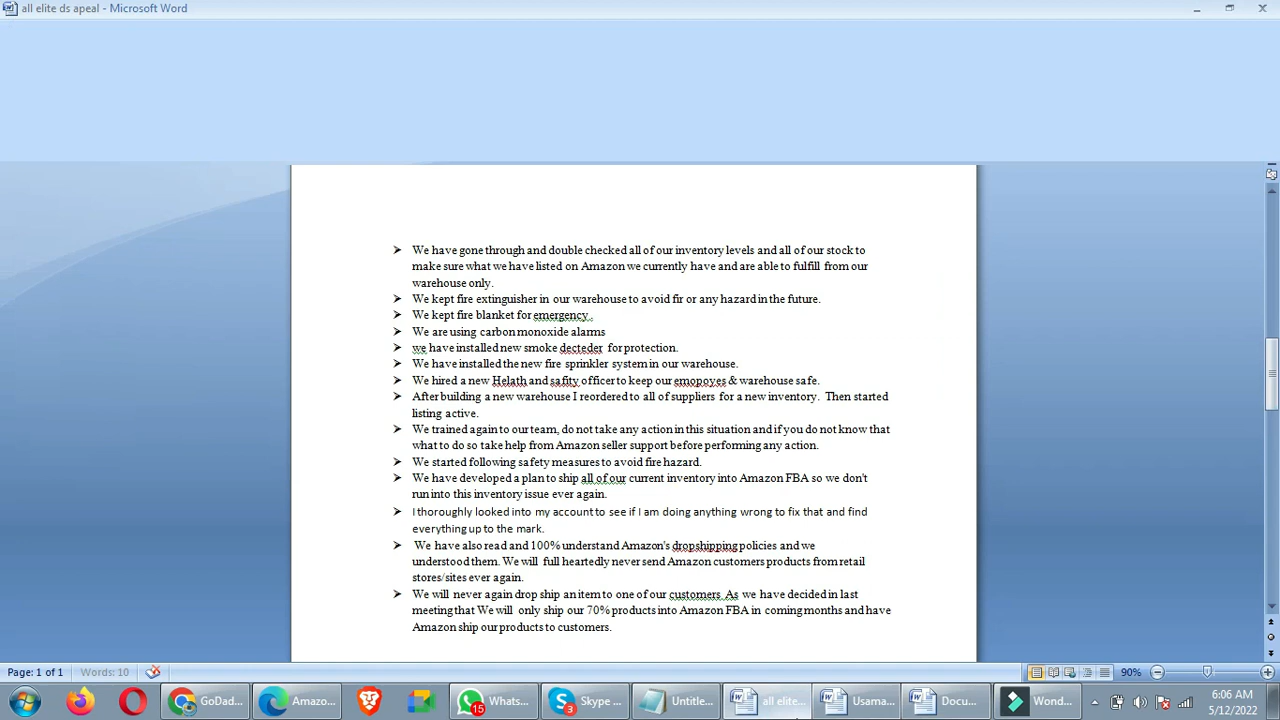 all elite ds apeal - Microsoft Word
We have gone through and double checked all of our inventory levels and all of our stock to
make sure what we have listed on Amazon we currently have and are able to fulfill from our
warehouse only.
We kept fire extinguisher in our warehouse to avoid fir or any hazard in the future.
We kept fire blanket for emergency .
We are using carbon monoxide alarms
we have installed new smoke decteder for protection.
We have installed the new fire sprinkler system in our warehouse.
We hired a new Helath and safity officer to keep our emopoyes & warehouse safe.
After building a new warehouse I reordered to all of suppliers for a new inventory. Then started
listing active.
We trained again to our team, do not take any action in this situation and if you do not know that
what to do so take help from Amazon seller support before performing any action.
We started following safety measures to avoid fire hazard.
We have developed a plan to ship all of our current inventory into Amazon FBA so we don't
run into this inventory issue ever again.
I thoroughly looked into my account to see if I am doing anything wrong to fix that and find
everything up to the mark.
We have also read and 100% understand Amazon's dropshipping policies and we
understood them. We will full heartedly never send Amazon customers products from retail
stores/sites ever again.
We will never again drop ship an item to one of our customers. As we have decided in last
meeting that We will only ship our 70% products into Amazon FBA in coming months and have
Amazon ship our products to customers.
Page: 1 of 1 Words: 10 90%
GoDad... Amazo... 15 Whats... 3 Skype ... Untitle... all elite... Usama... Docu... Wond... 6:06 AM
5/12/2022